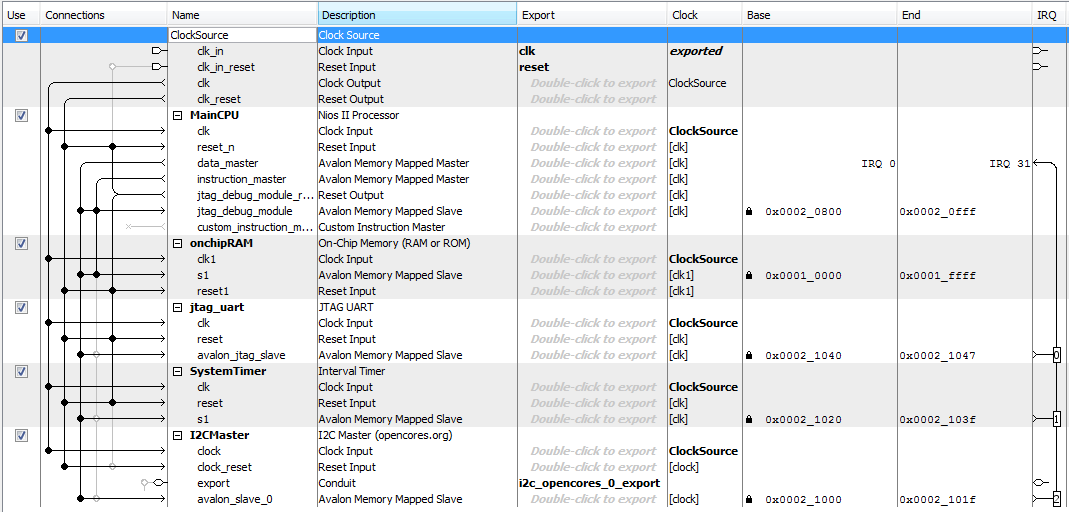 Use Connections Name Description Export Clock Base End IRQ
ClockSource Clock Source
clk_in Clock Input clk exported
clk_in_reset Reset Input reset
clk Clock Output Double-click to export ClockSource
clk_reset Reset Output Double-click to export
MainCPU Nios II Processor
clk Clock Input Double-click to export ClockSource
reset_n Reset Input Double-click to export [clk]
data_master Avalon Memory Mapped Master Double-click to export [clk] IRQ 0 IRQ 31
instruction_master Avalon Memory Mapped Master Double-click to export [clk]
jtag_debug_module_r... Reset Output Double-click to export [clk]
jtag_debug_module Avalon Memory Mapped Slave Double-click to export [clk] 0x0002_0800 0x0002_0fff
custom_instruction_m... Custom Instruction Master Double-click to export
onchipRAM On-Chip Memory (RAM or ROM)
clk1 Clock Input Double-click to export ClockSource
s1 Avalon Memory Mapped Slave Double-click to export [clk1] 0x0001_0000 0x0001_ffff
reset1 Reset Input Double-click to export [clk1]
jtag_uart JTAG UART
clk Clock Input Double-click to export ClockSource
reset Reset Input Double-click to export [clk]
avalon_jtag_slave Avalon Memory Mapped Slave Double-click to export [clk] 0x0002_1040 0x0002_1047 0
SystemTimer Interval Timer
clk Clock Input Double-click to export ClockSource
reset Reset Input Double-click to export [clk]
s1 Avalon Memory Mapped Slave Double-click to export [clk] 0x0002_1020 0x0002_103f 1
I2CMaster I2C Master (opencores.org)
clock Clock Input Double-click to export ClockSource
clock_reset Reset Input Double-click to export [clock]
export Conduit i2c_opencores_0_export
avalon_slave_0 Avalon Memory Mapped Slave Double-click to export [clock] 0x0002_1000 0x0002_101f 2